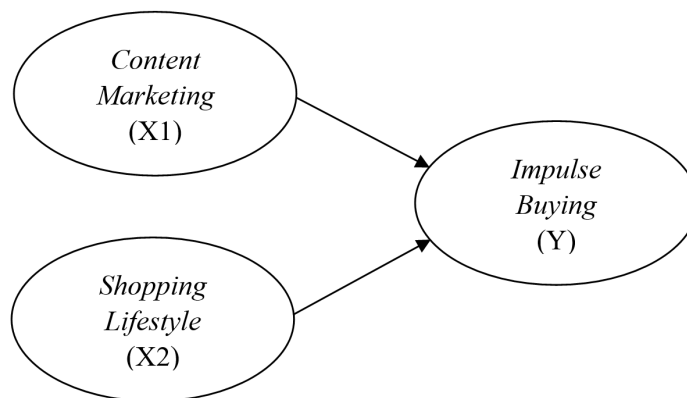 Content
Marketing
(X1)
Impulse
Buying
(Y)
Shopping
Lifestyle
(X2)